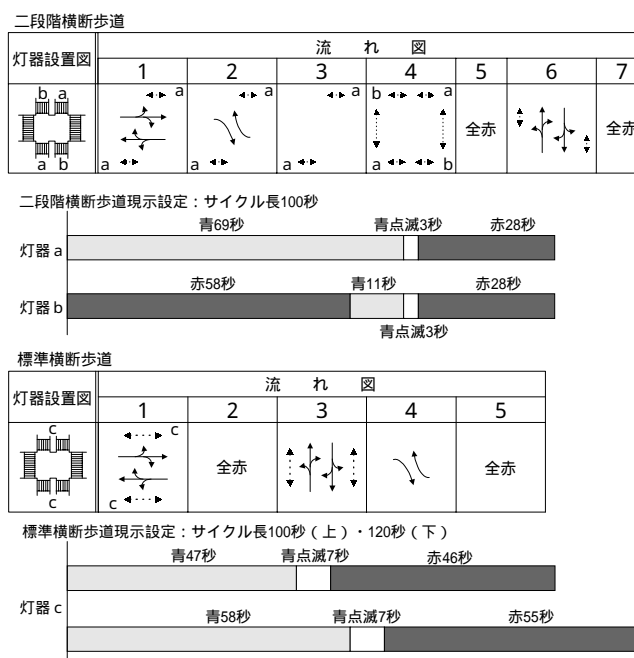 二段階横断歩道
灯器設置図 流れ図
1 2 3 4 5 6 7
b a
a b
a
a
a
a
a
a
b a
a b
全赤
全赤
二段階横断歩道現示設定：サイクル長100秒
青69秒 青点滅3秒 赤28秒
灯器a
赤58秒 青11秒 赤28秒
灯器b
青点滅3秒
標準横断歩道
灯器設置図 流れ図
1 2 3 4 5
c
c
c
c
全赤
全赤
標準横断歩道現示設定：サイクル長100秒（上）・120秒（下）
青47秒 青点滅7秒 赤46秒
灯器c
青58秒 青点滅7秒 赤55秒